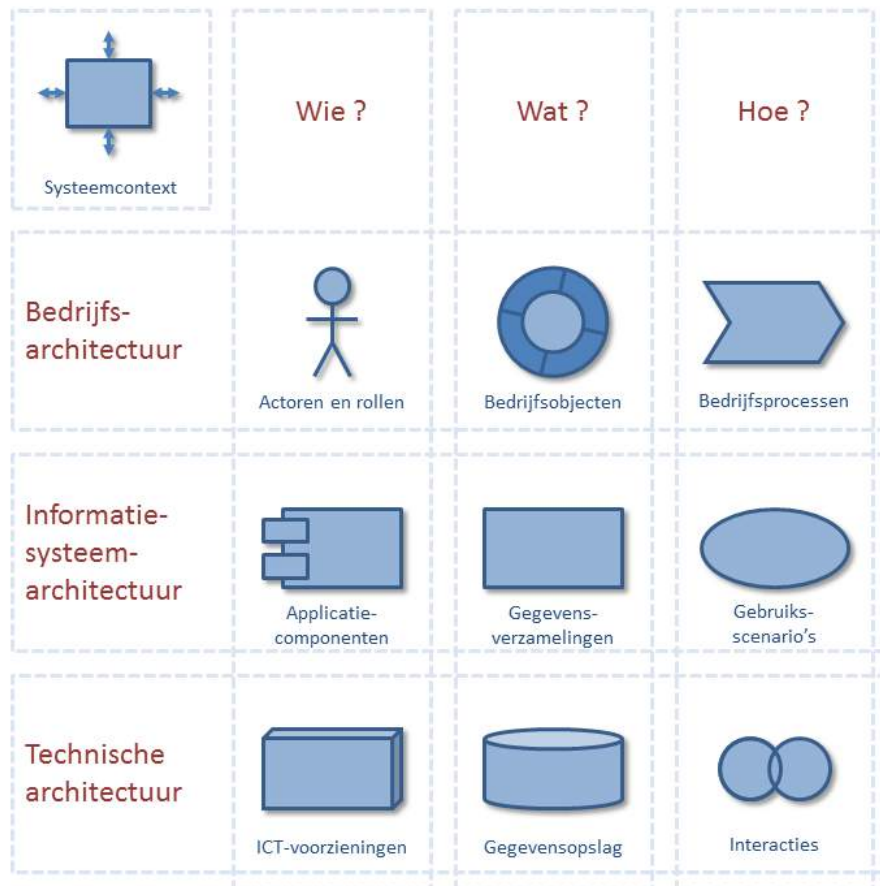 Systeemcontext
Wie ?
Wat ?
Hoe ?
Bedrijfs-
architectuur
Actoren en rollen
Bedrijfsobjecten
Bedrijfsprocessen
Informatie-
systeem-
architectuur
Applicatie-
componenten
Gegevens-
verzamelingen
Gebruiks-
scenario's
Technische
architectuur
ICT-voorzieningen
Gegevensopslag
Interacties